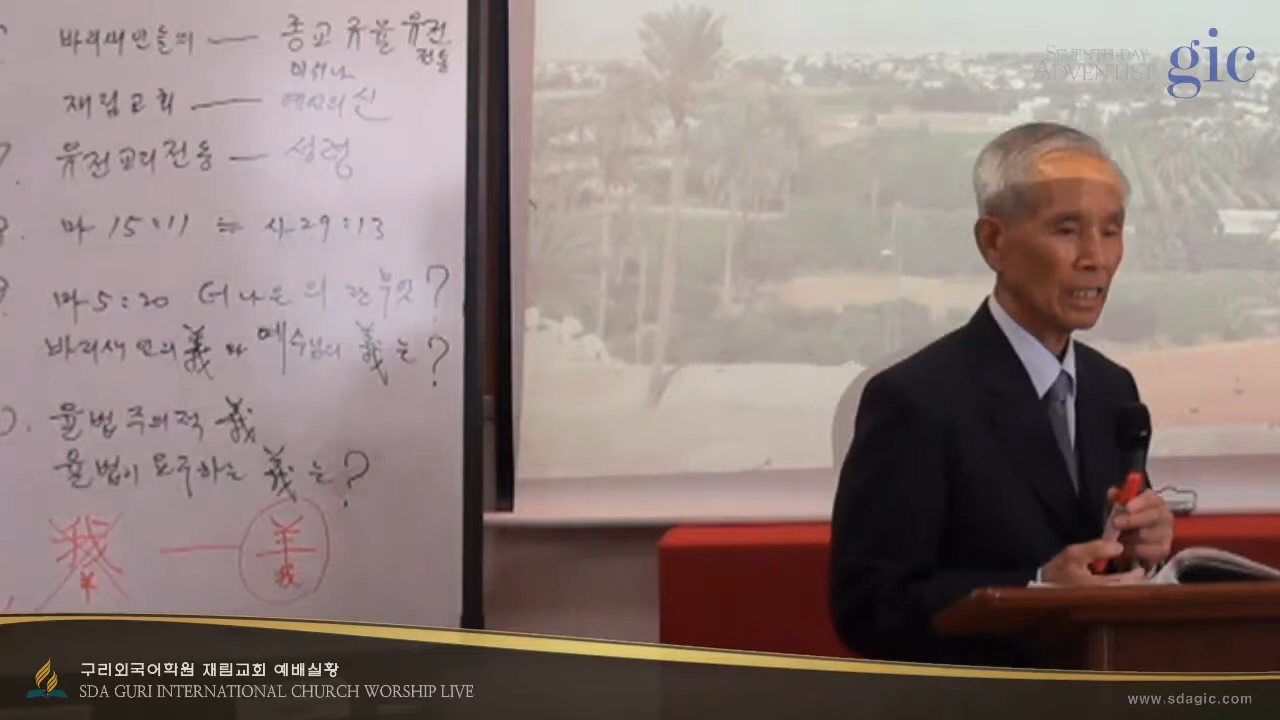 바리새인들의 — 종교 규율 유전
전통
미쉬나
재림교회 — 예언의 신
7. 유전 교리 전통 — 성령
8. 마 15:11 ≒ 사 29:13
9. 마 5:20 더 나은 의 란 무엇?
바리새인의 義와 예수님의 義는?
10. 율법주의적 義
율법이 요구하는 義는?
我 — 羊
羊 我
SEVENTH-DAY
ADVENTIST
gic
구리외국어학원 재림교회 예배실황
SDA GURI INTERNATIONAL CHURCH WORSHIP LIVE
www.sdagic.com